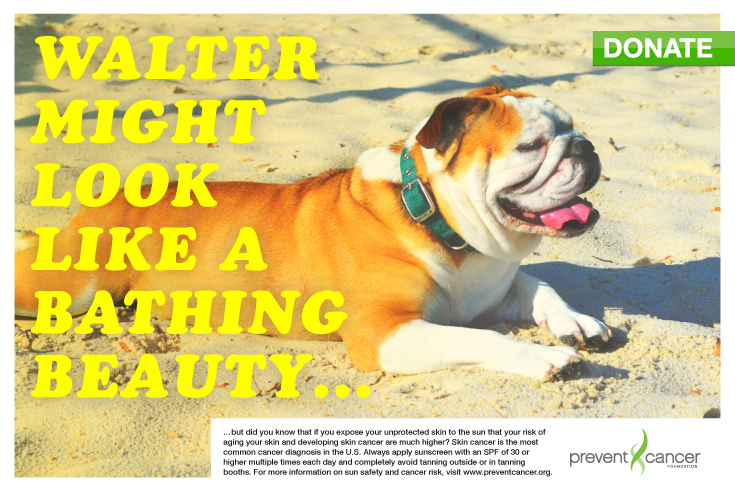 WALTER
MIGHT
LOOK
LIKE A
BATHING
BEAUTY...
DONATE
...but did you know that if you expose your unprotected skin to the sun that your risk of
aging your skin and developing skin cancer are much higher? Skin cancer is the most
common cancer diagnosis in the U.S. Always apply sunscreen with an SPF of 30 or
higher multiple times each day and completely avoid tanning outside or in tanning
booths. For more information on sun safety and cancer risk, visit www.preventcancer.org.
prevent cancer
FOUNDATION